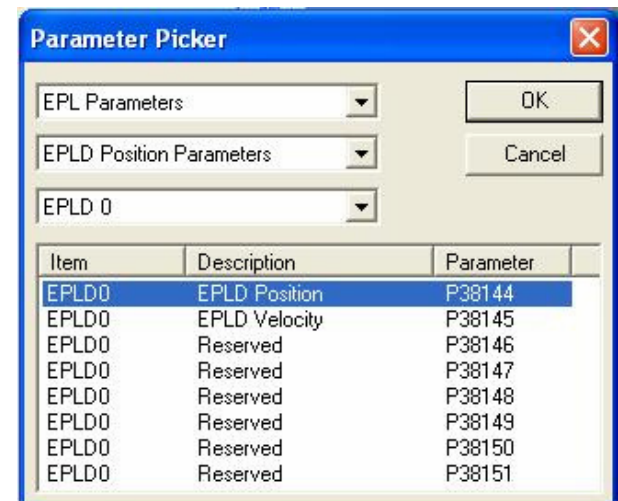 Parameter Picker
EPL Parameters OK
EPLD Position Parameters Cancel
EPLD 0
Item Description Parameter
EPLD0 EPLD Position P38144
EPLD0 EPLD Velocity P38145
EPLD0 Reserved P38146
EPLD0 Reserved P38147
EPLD0 Reserved P38148
EPLD0 Reserved P38149
EPLD0 Reserved P38150
EPLD0 Reserved P38151